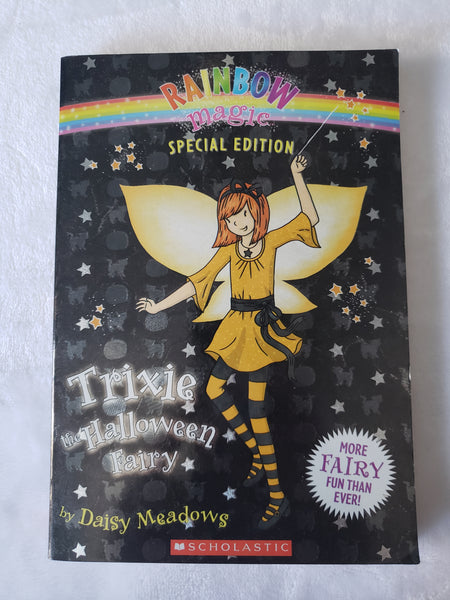 RAINBOW
magic
SPECIAL EDITION
Trixie
the Halloween
Fairy
by Daisy Meadows
MORE
FAIRY
FUN THAN
EVER!
SCHOLASTIC